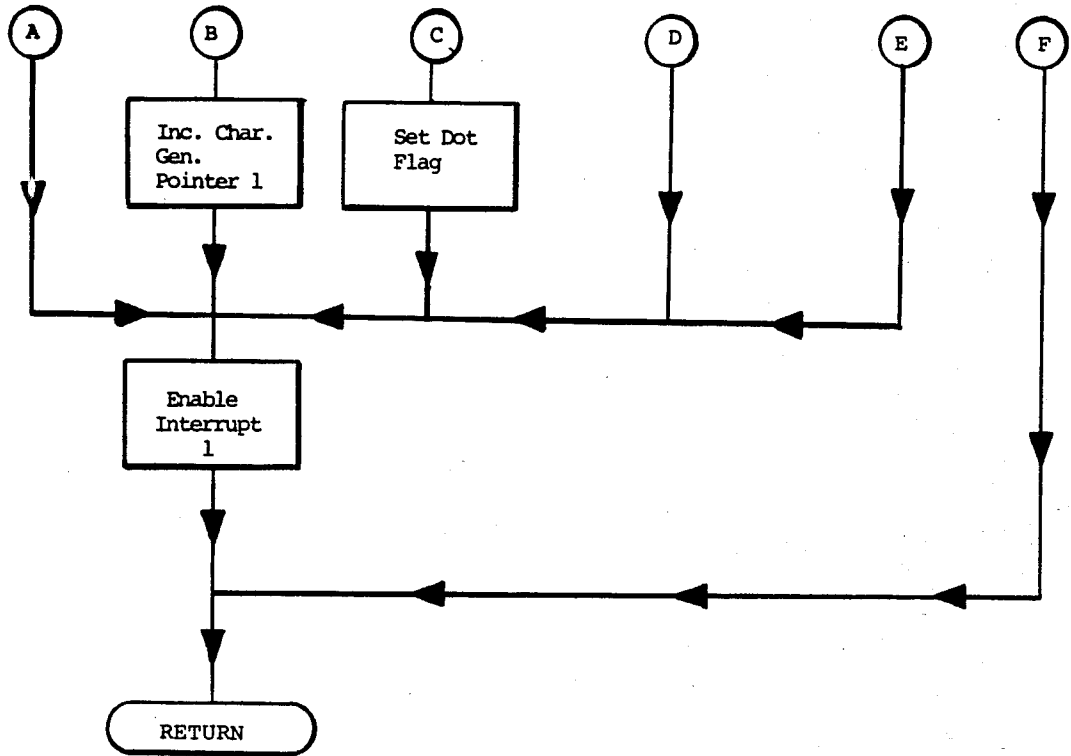 A
B
C
D
E
F
Inc. Char.
Gen.
Pointer 1
Set Dot
Flag
Enable
Interrupt
1
RETURN